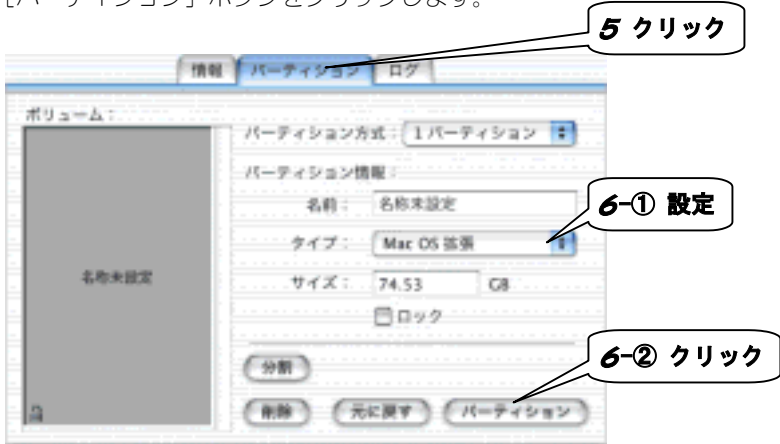 [パーティション]ボタンをクリックします。
5 クリック
情報 パーティション ログ
ボリューム:
パーティション方式: 1 パーティション
パーティション情報:
名前: 名称未設定
6-① 設定
タイプ: Mac OS 拡張
名称未設定
サイズ: 74.53 GB
ロック
6-② クリック
分割
削除 元に戻す パーティション